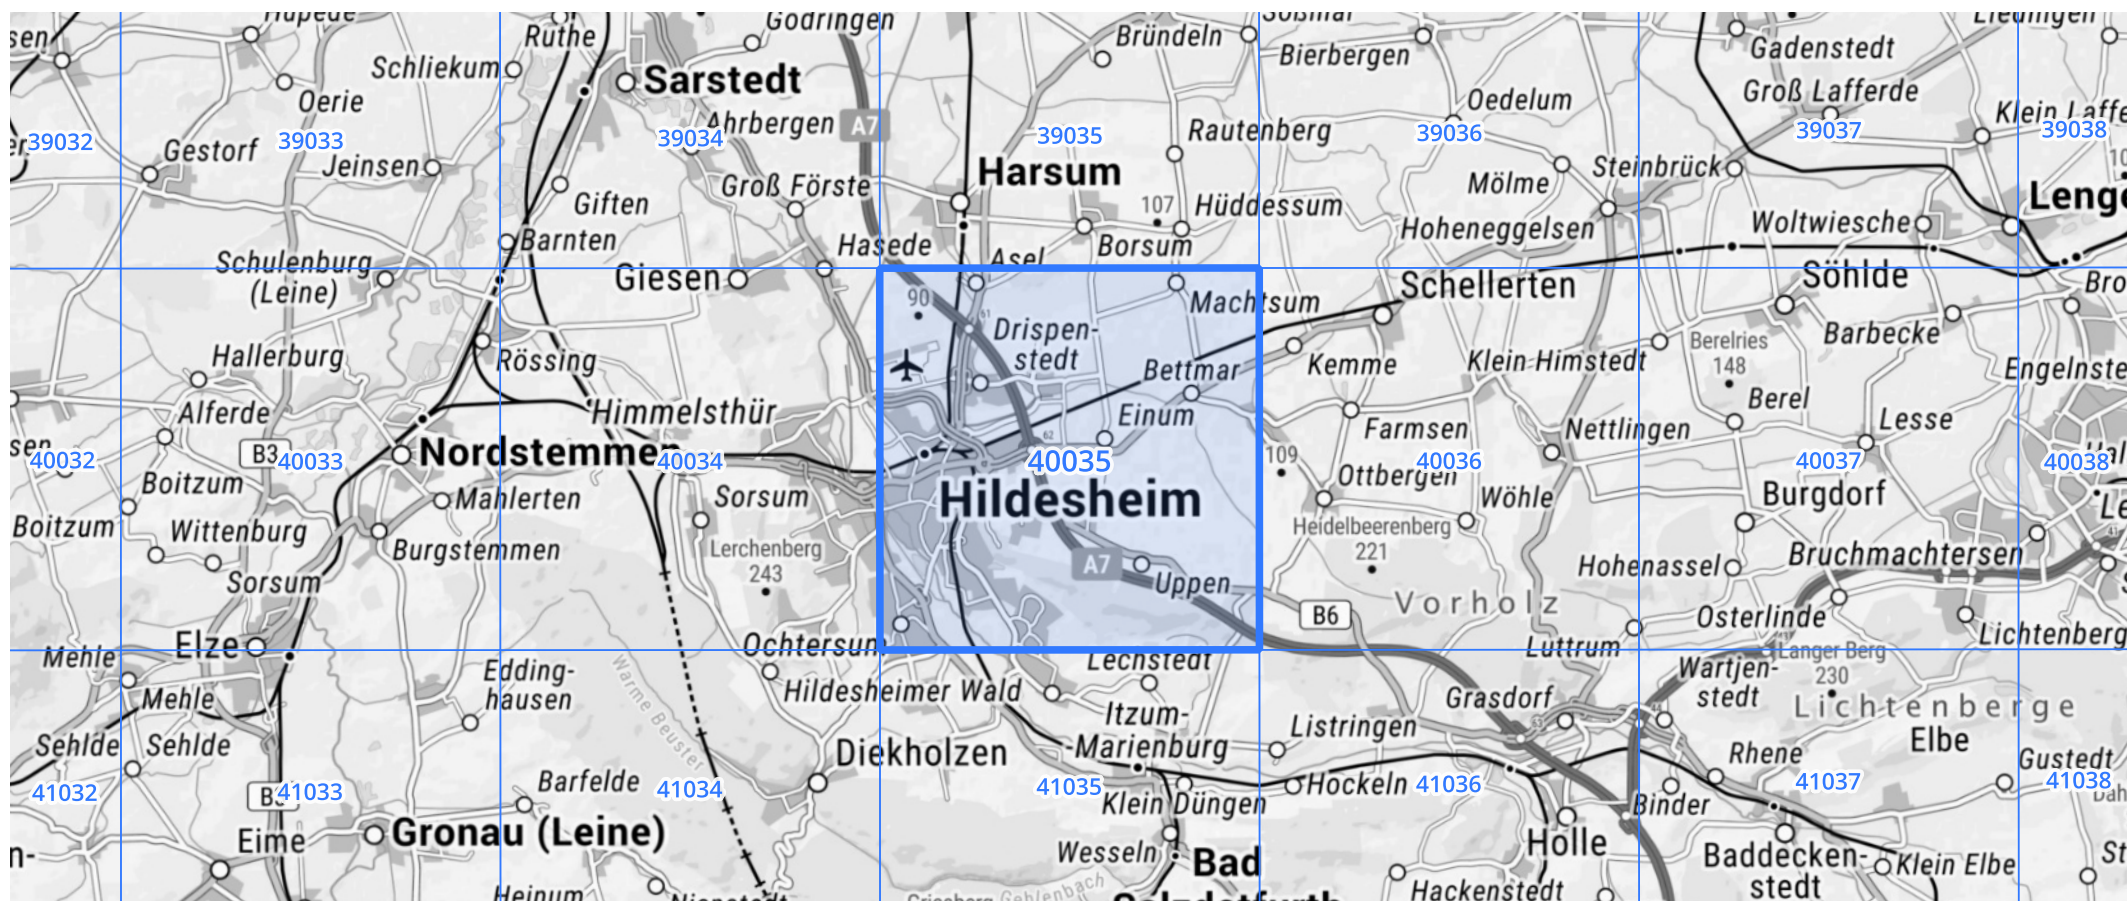 Hüpede
Ruthe
Godringen
Bründeln
Bierbergen
Gadenstedt
Schliekum
Sarstedt
Oerie
Ahrbergen
A7
Oedelum
Groß Lafferde
39032
39033
39034
39035
Rautenberg
39036
39037
39038
Gestorf
Jeinsen
Harsum
Steinbrück
Groß Förste
Mölme
Giften
107
Hüddessum
Woltwiesche
Barnten
Hasede
Borsum
Hoheneggelsen
Schulenburg
(Leine)
Giesen
Asel
Söhlde
90
Machtsum
Schellerten
Drispen-
stedt
Barbecke
Hallerburg
Rössing
Kemme
Klein Himstedt
Berelries
148
Bettmar
Alferde
Himmelsthür
Einum
Farmsen
Nettlingen
Berel
Lesse
B3
Nordstemmen
40032
40033
40034
40035
109
40036
40037
40038
Boitzum
Mahlerten
Sorsum
Hildesheim
Ottbergen
Wöhle
Burgdorf
Boitzum
Wittenburg
Burgstemmen
Lerchenberg
243
Heidelbeerenberg
221
Bruchmachtersen
Sorsum
A7
Uppen
Hohenassel
B6
Vorholz
Osterlinde
Elze
Ochtersum
Luttrum
Lichtenberg
Mehle
Mehle
Edding-
hausen
Warme Beuster
Hildesheimer Wald
Lechstedt
Langer Berg
230
Wartjen-
stedt
Grasdorf
Lichtenberge
Itzum-
-Marienburg
Listringen
Elbe
Sehlde
Sehlde
Diekholzen
Rhene
Gustedt
41032
41033
Barfelde
41034
41035
Hockeln
41036
41037
41038
Klein Düngen
Binder
Eime
Gronau (Leine)
Wesseln
Bad
Holle
Baddecken-
stedt
Klein Elbe
Heinum
Gehlenbach
Hackenstedt